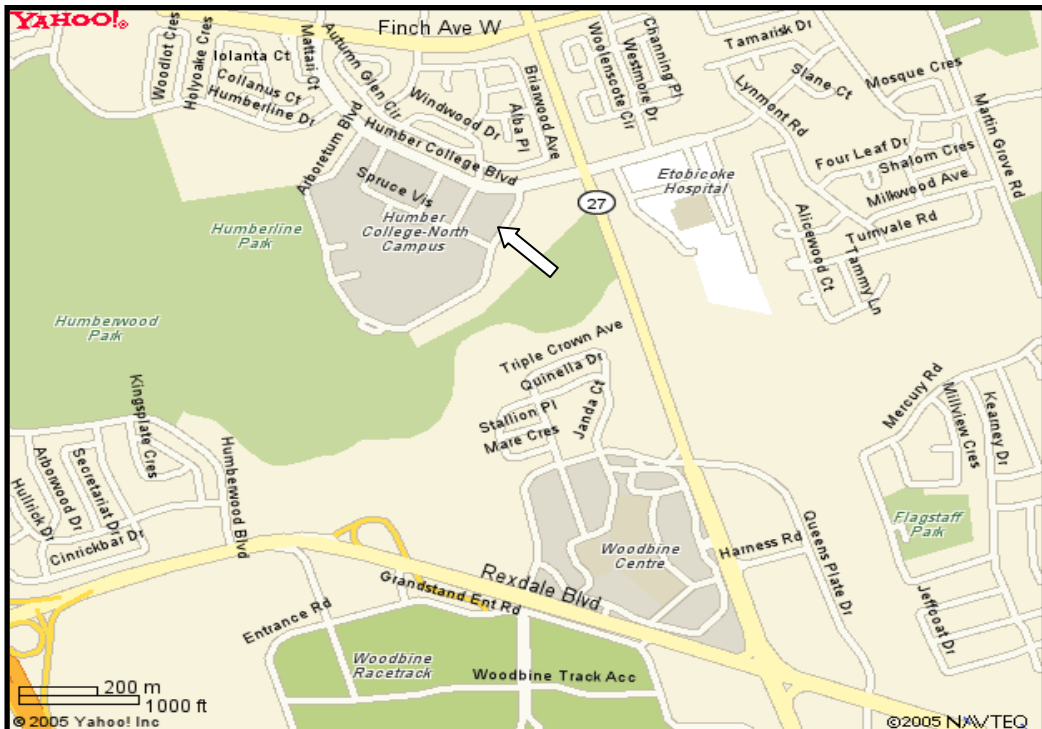 YAHOO!®
Finch Ave W
Woodlot Cres
Holyoake Cres
Iolanta Ct
Collanus Ct
Humberline Dr
Mattari Ct
Autumn Glen Cir
Windwood Dr
Alba Pl
Briarwood Ave
Woolenscote Cir
Westmore Dr
Channing Pl
Tamarisk Dr
Slane Ct
Mosque Cres
Lynmont Rd
Martin Grove Rd
Four Leaf Dr
Shalom Cres
Milkwood Ave
Turnvale Rd
Alicewood Ct
Tammy Ln
Arboretum Blvd
Humber College Blvd
Spruce Vis
Humber
College-North
Campus
Etobicoke
Hospital
27
Humberline
Park
Humberwood
Park
Triple Crown Ave
Quinella Dr
Stallion Pl
Mare Cres
Janda Ct
Mercury Rd
Millview Cres
Kearney Dr
Kingsplate Cres
Humberwood Blvd
Secretariat Dr
Arborwood Dr
Hullrick Dr
Cinrickbar Dr
Woodbine
Centre
Harness Rd
Queens Plate Dr
Flagstaff
Park
Jeffcoat Dr
Rexdale Blvd
Grandstand Ent Rd
Entrance Rd
Woodbine
Racetrack
Woodbine Track Acc
200 m
1000 ft
© 2005 Yahoo! Inc
©2005 NAVTEQ